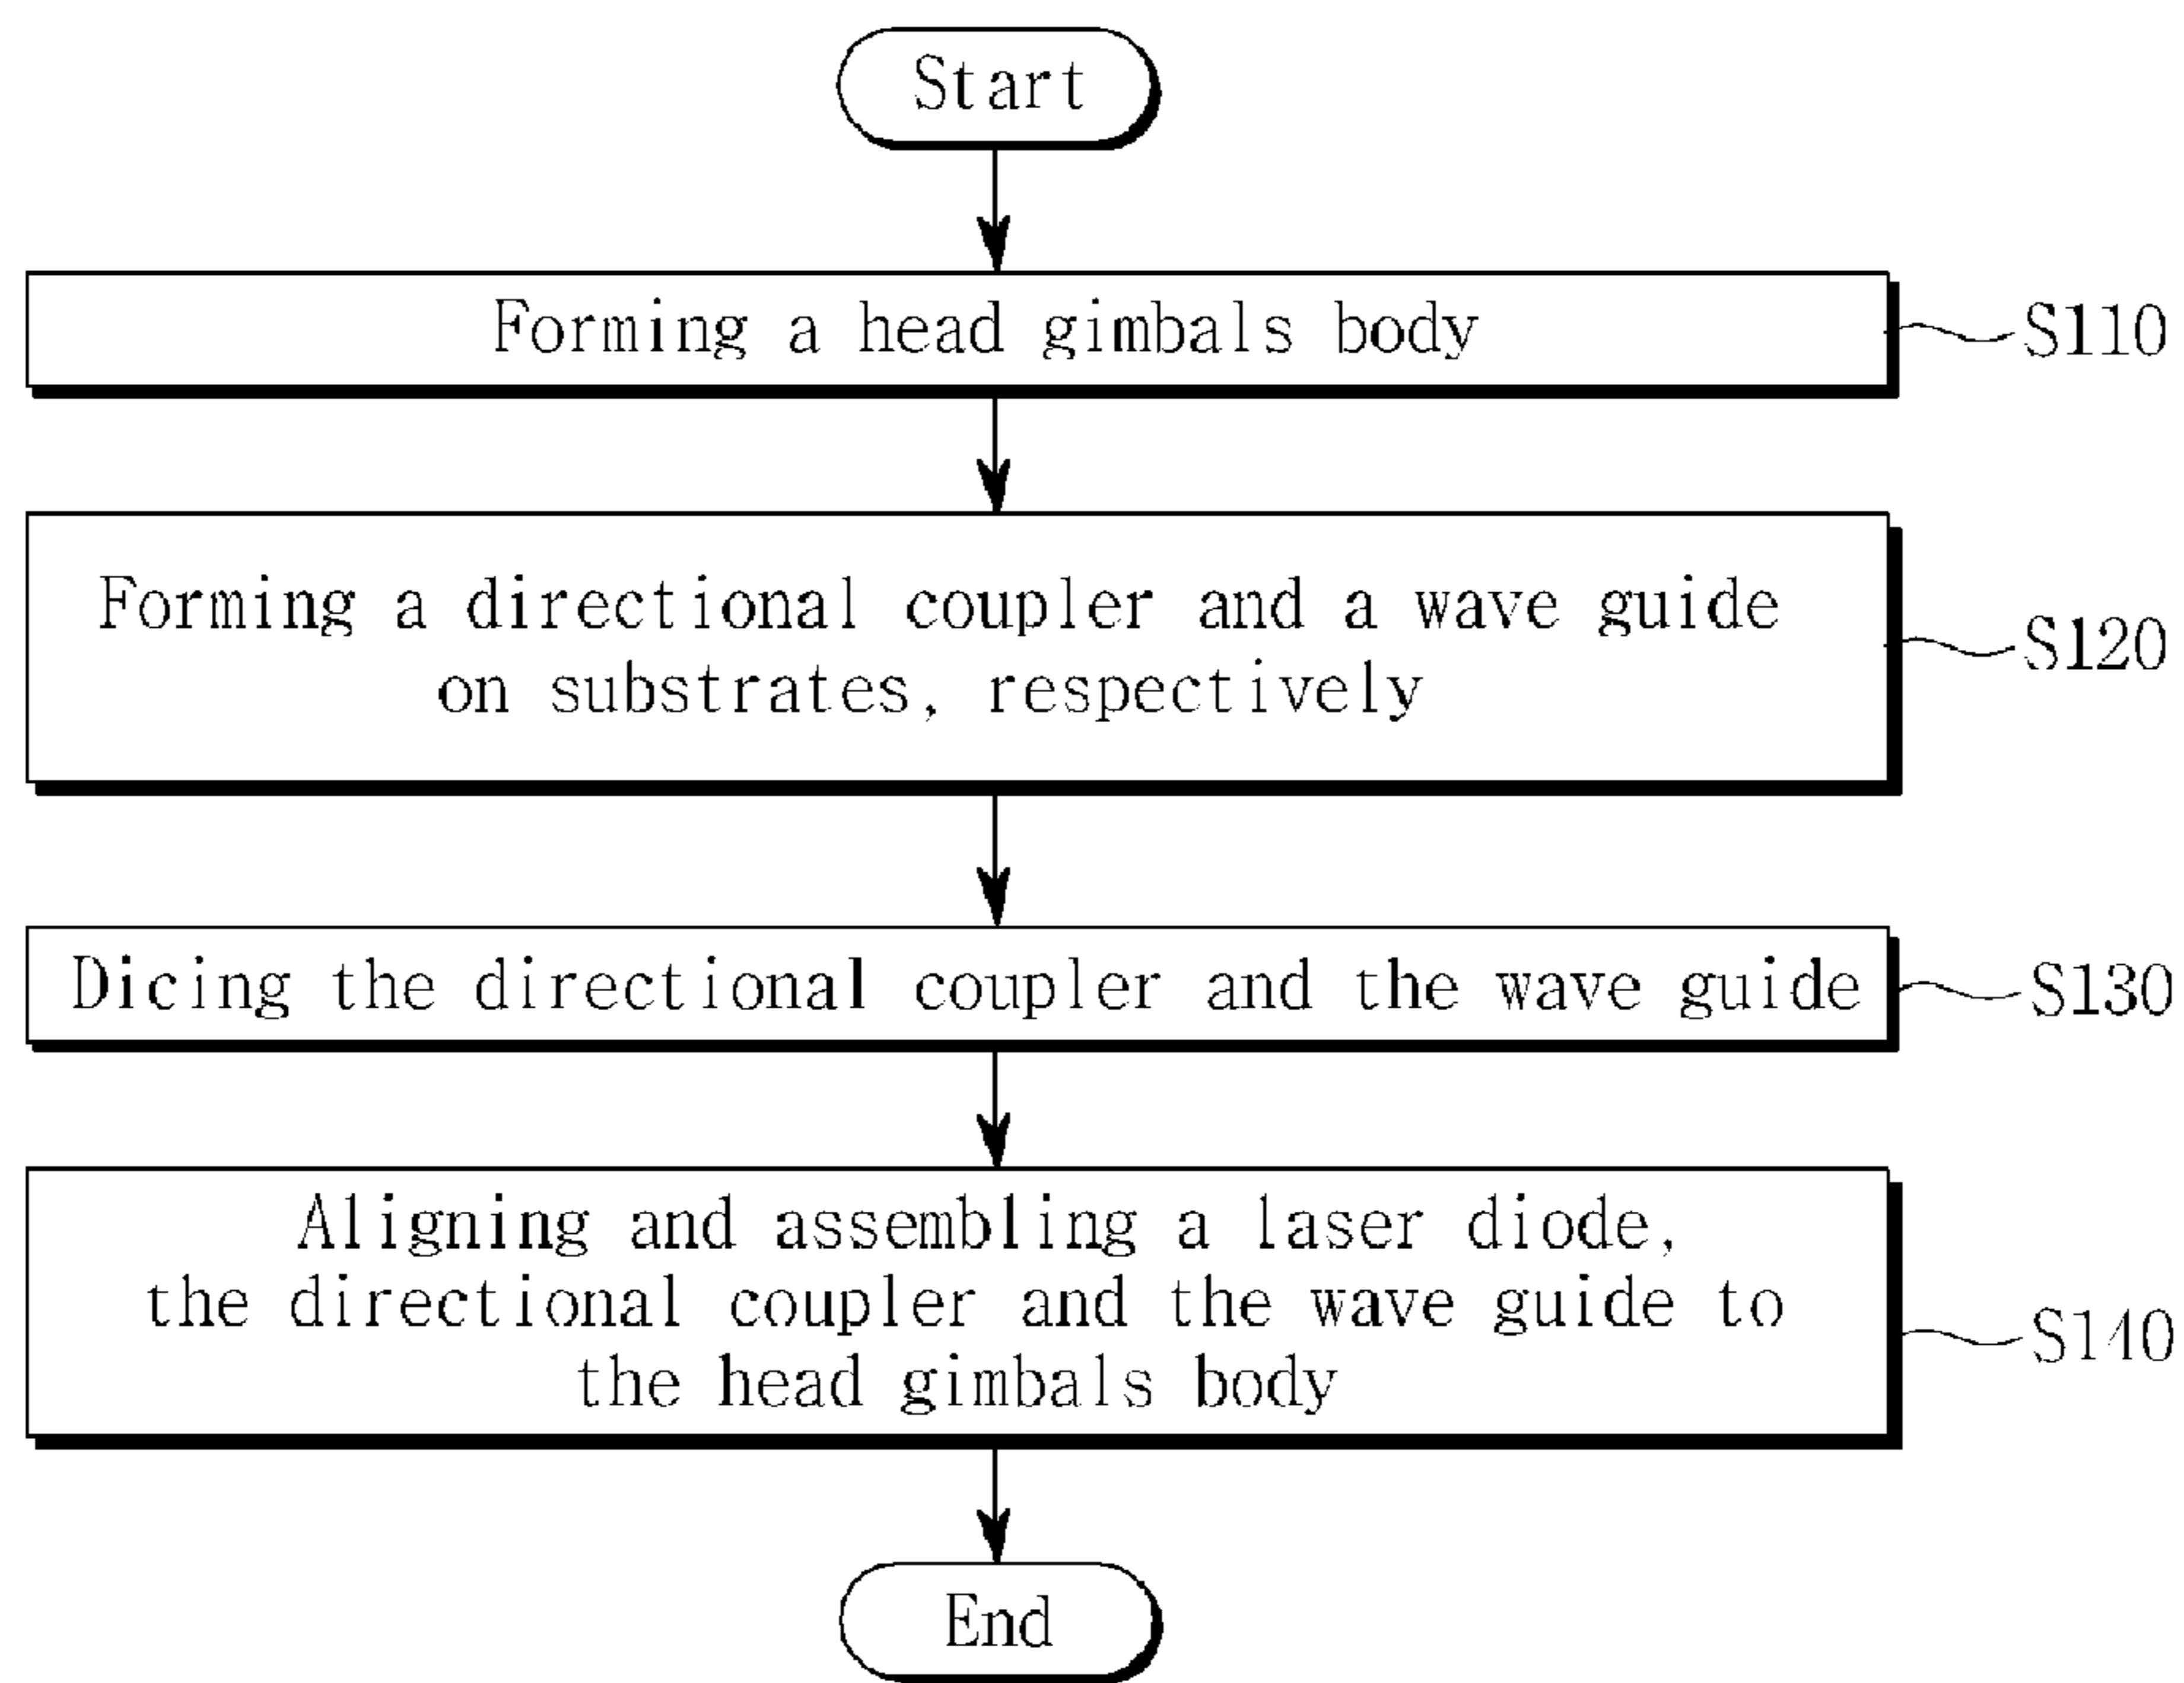 Start
Forming a head gimbals body
S110
Forming a directional coupler and a wave guide
on substrates, respectively
S120
Dicing the directional coupler and the wave guide
S130
Aligning and assembling a laser diode,
the directional coupler and the wave guide to
the head gimbals body
S140
End